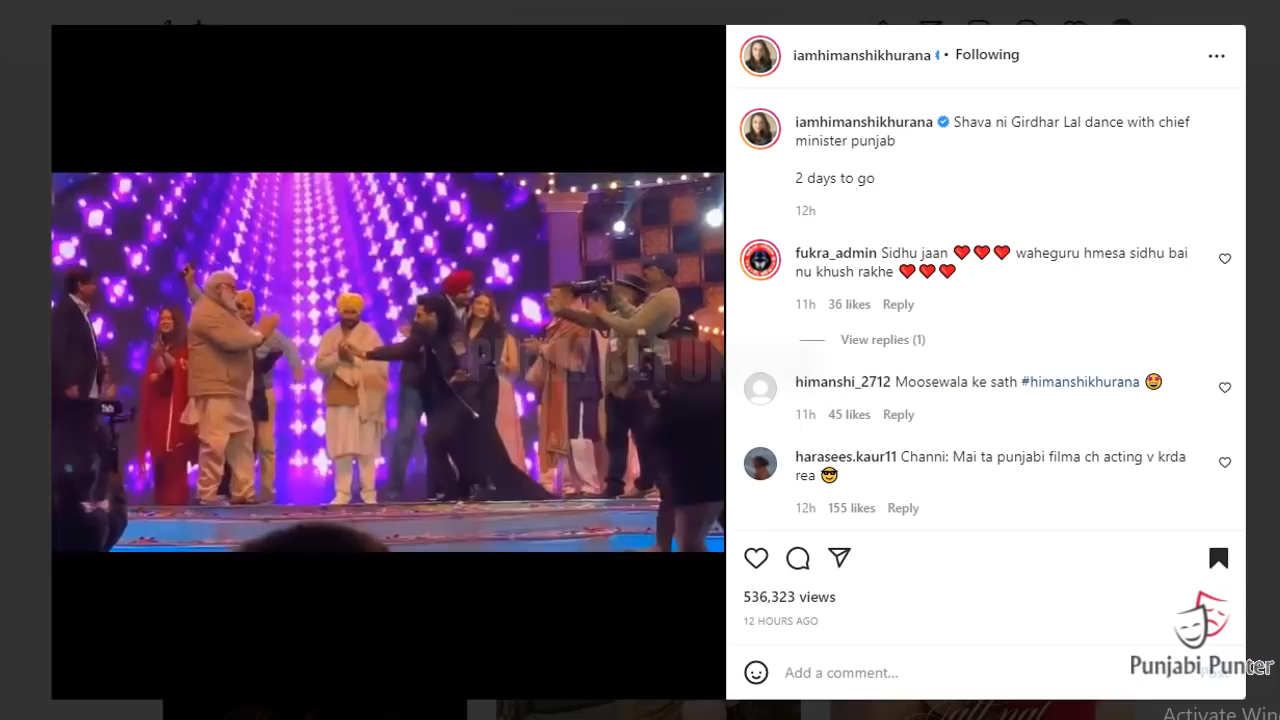 iamhimanshikhurana • Following
iamhimanshikhurana Shava ni Girdhar Lal dance with chief
minister punjab
2 days to go
12h
fukra_admin Sidhu jaan ❤️❤️❤️ waheguru hmesa sidhu bai
nu khush rakhe ❤️❤️❤️
11h 36 likes Reply
View replies (1)
himanshi_2712 Moosewala ke sath #himanshikhurana 🤩
11h 45 likes Reply
harasees.kaur11 Channi: Mai ta punjabi filma ch acting v krda
rea 😎
12h 155 likes Reply
536,323 views
12 HOURS AGO
Add a comment...
Post
Punjabi Punter
PUNJABI PUN
Activate Win